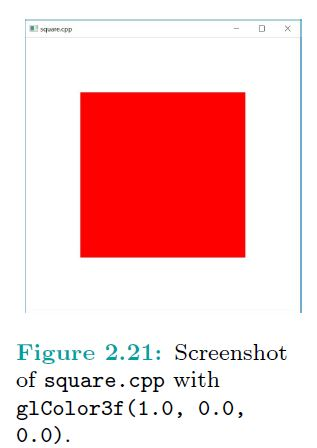 square.cpp
Figure 2.21: Screenshot
of square.cpp with
glColor3f(1.0, 0.0,
0.0).